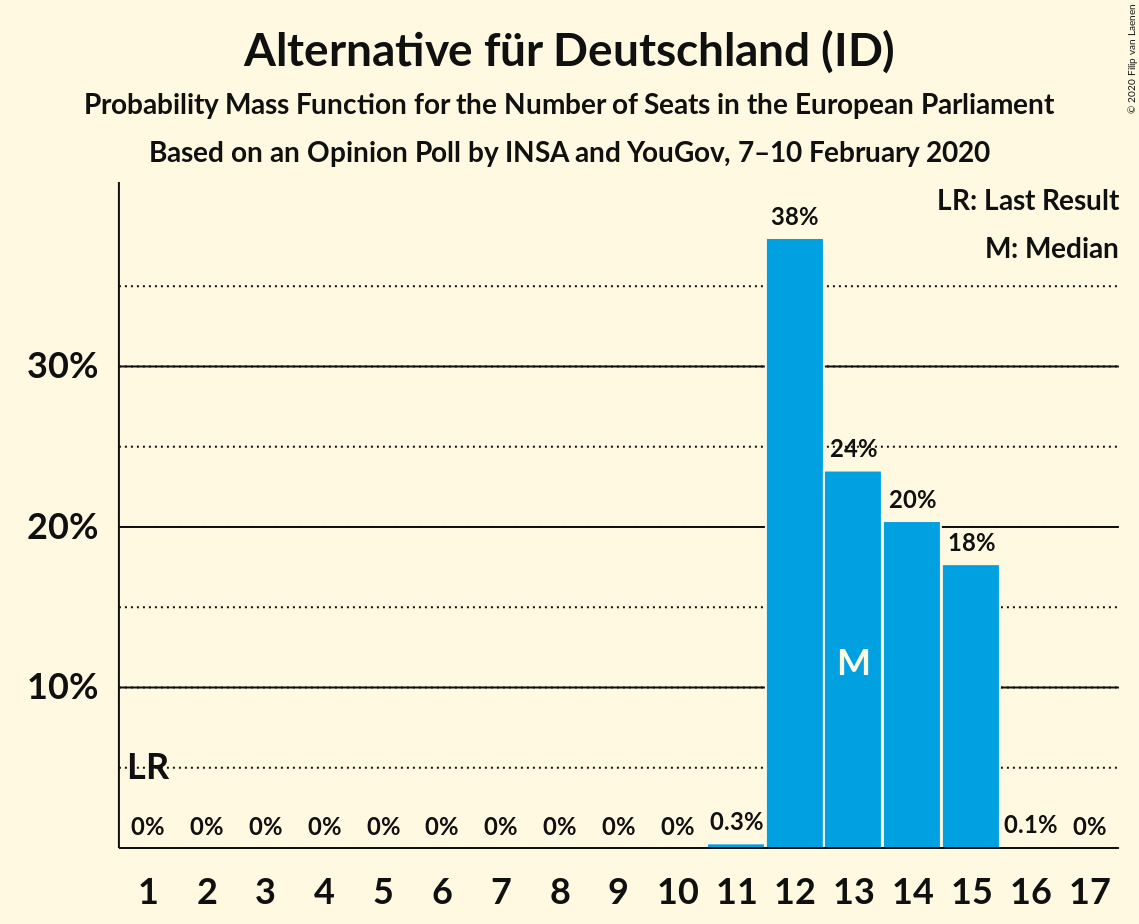 Alternative für Deutschland (ID)
Probability Mass Function for the Number of Seats in the European Parliament
Based on an Opinion Poll by INSA and YouGov, 7–10 February 2020
© 2020 Filip van Laenen
LR: Last Result
M: Median
38%
30%
24%
20%
20%
18%
M
10%
LR
0% 0% 0% 0% 0% 0% 0% 0% 0% 0% 0.3% 0.1% 0%
1 2 3 4 5 6 7 8 9 10 11 12 13 14 15 16 17